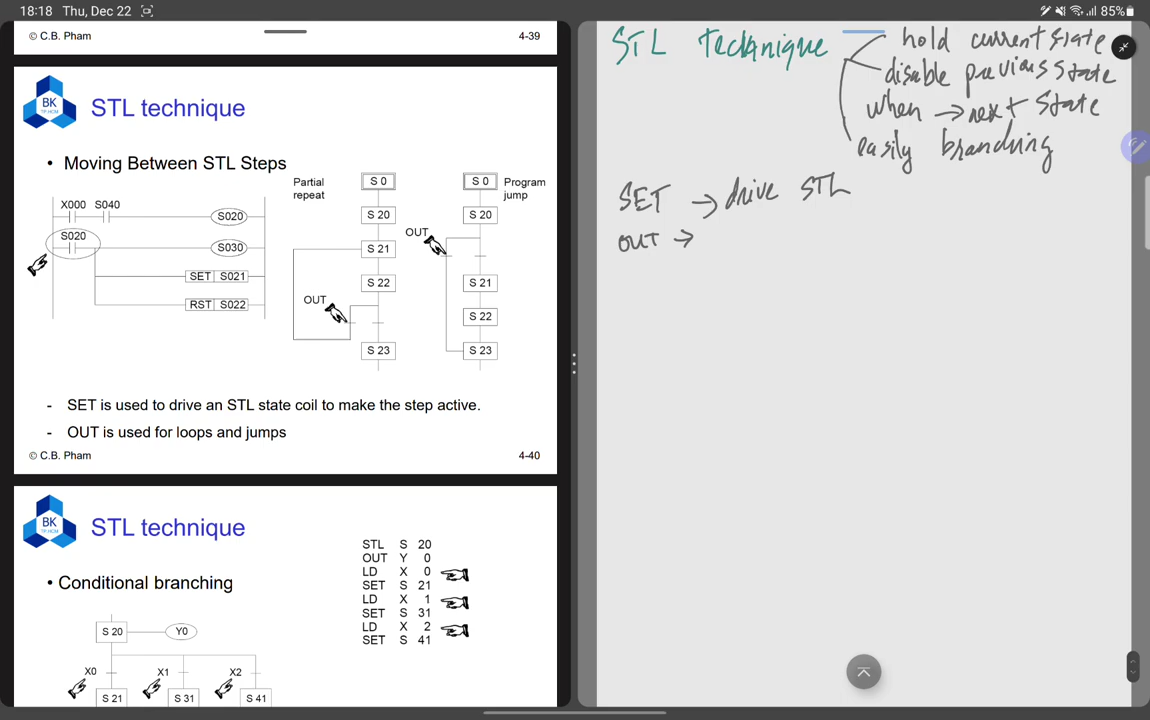 18:18 Thu, Dec 22
85%
© C.B. Pham
4-39
BK
TP.HCM
STL technique
• Moving Between STL Steps
X000 S040
S020
S020
S030
SET S021
RST S022
Partial
repeat
S 0
S 20
S 21
S 22
OUT
S 23
S 0
Program
jump
S 20
OUT
S 21
S 22
S 23
- SET is used to drive an STL state coil to make the step active.
- OUT is used for loops and jumps
© C.B. Pham
4-40
BK
TP.HCM
STL technique
• Conditional branching
STL S 20
OUT Y 0
LD X 0
SET S 21
LD X 1
SET S 31
LD X 2
SET S 41
S 20
Y0
X0
X1
X2
S 21
S 31
S 41
STL Technique
hold current state
disable previous state
when → next state
easily branching
SET → drive STL
OUT →